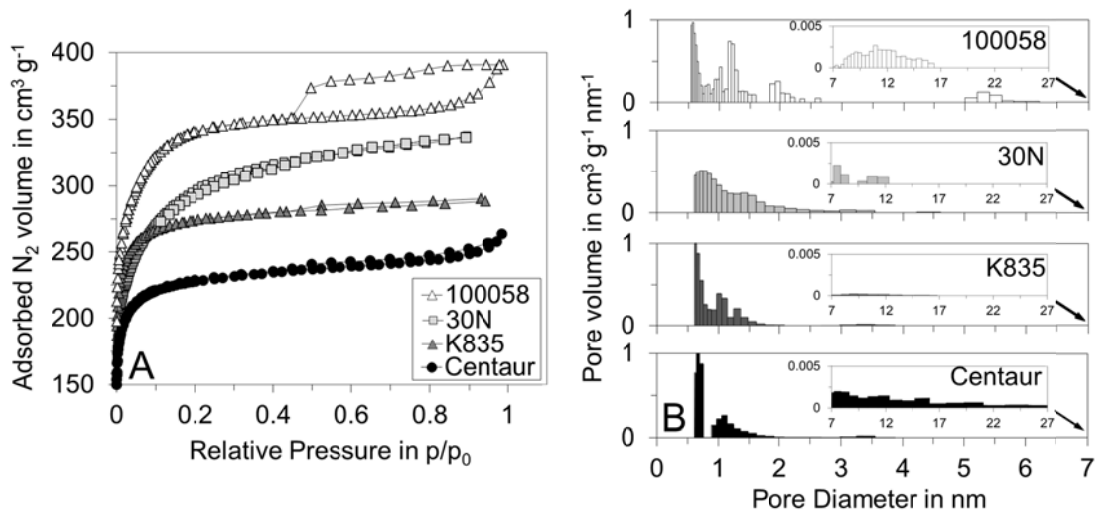 Adsorbed N₂ volume in cm³ g⁻¹
400
350
300
250
200
150
A
100058
30N
K835
Centaur
0 0.2 0.4 0.6 0.8 1
Relative Pressure in p/p₀
Pore volume in cm³ g⁻¹ nm⁻¹
1
0
0.005
0
7 12 17 22 27
100058
1
0
0.005
0
7 12 17 22 27
30N
1
0
0.005
0
7 12 17 22 27
K835
1
0
0.005
0
7 12 17 22 27
Centaur
B
0 1 2 3 4 5 6 7
Pore Diameter in nm